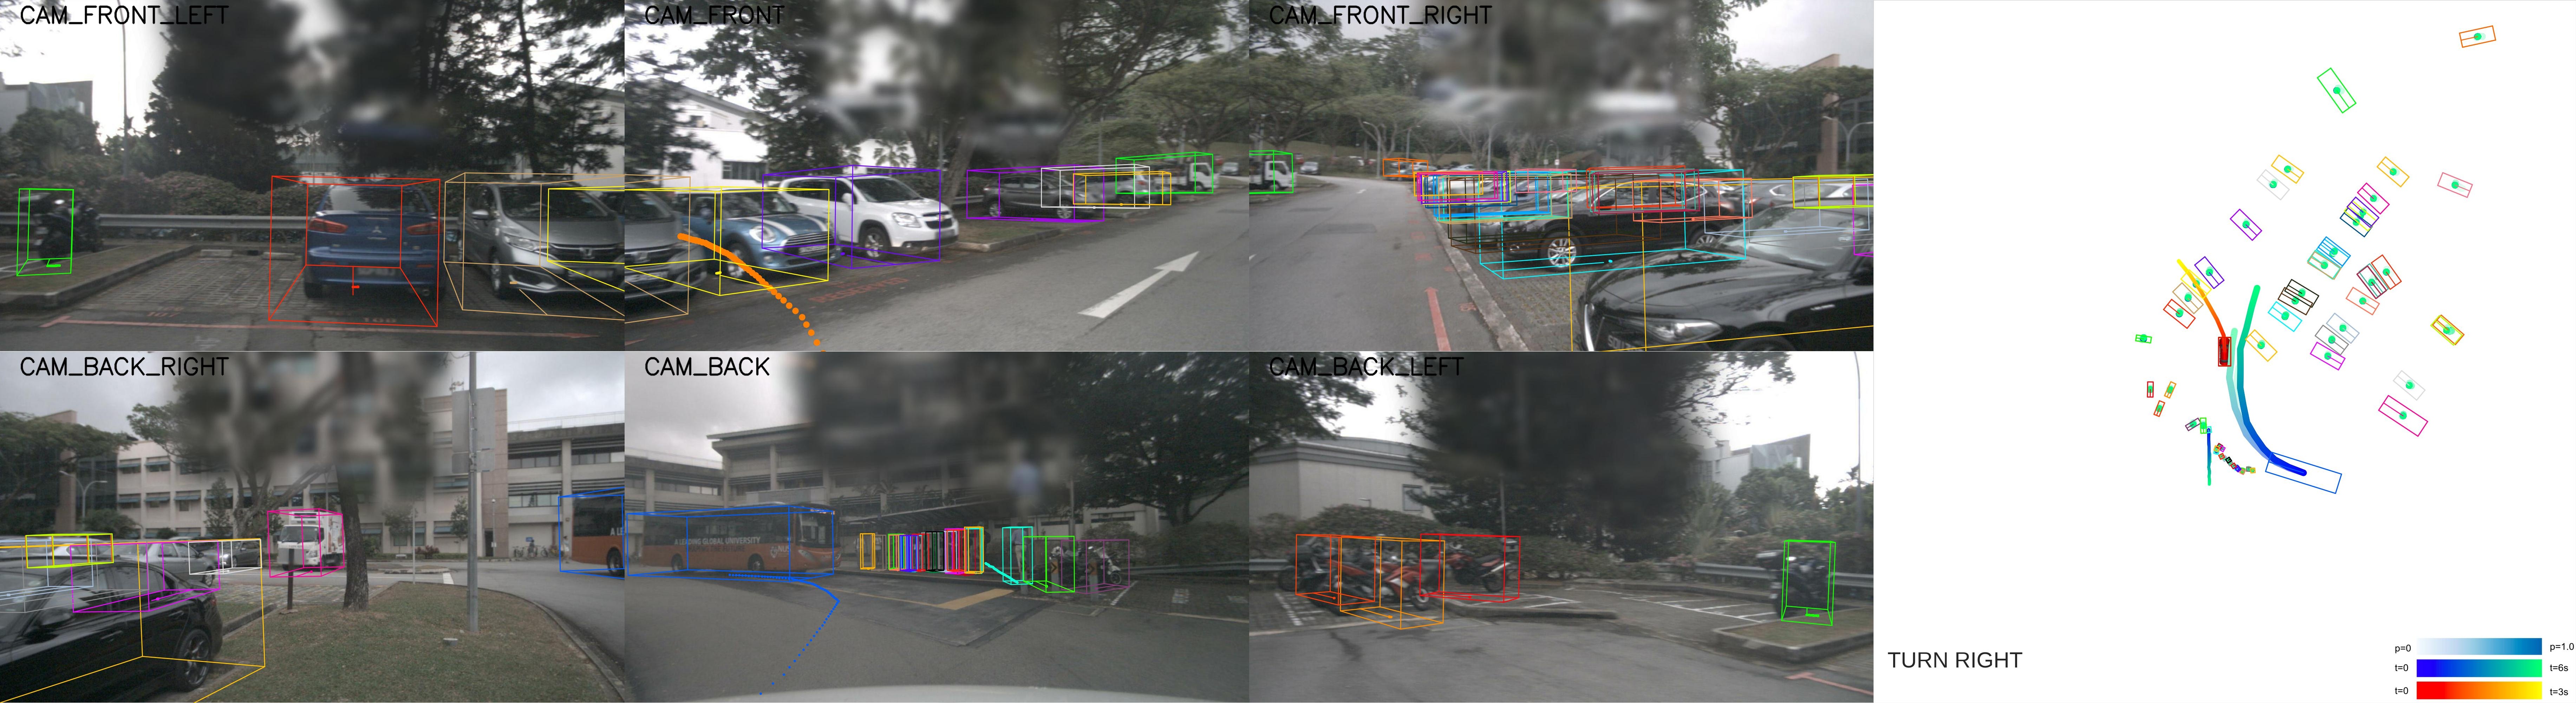 CAM_FRONT_LEFT
CAM_FRONT
CAM_FRONT_RIGHT
CAM_BACK_RIGHT
CAM_BACK
CAM_BACK_LEFT
A LEADING GLOBAL UNIVERSITY
TURN RIGHT
p=0
p=1.0
t=0
t=6s
t=0
t=3s